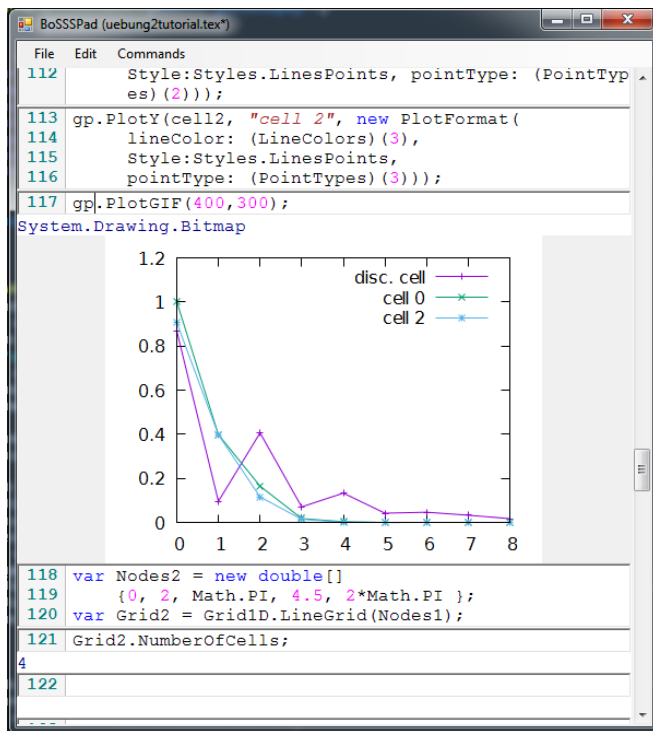 BoSSSPad (uebung2tutorial.tex*)
File Edit Commands
112 Style:Styles.LinesPoints, pointType: (PointTyp
es)(2)));
113 gp.PlotY(cell2, "cell 2", new PlotFormat(
114 lineColor: (LineColors)(3),
115 Style:Styles.LinesPoints,
116 pointType: (PointTypes)(3)));
117 gp.PlotGIF(400,300);
System.Drawing.Bitmap
1.2
disc. cell
1
cell 0
cell 2
0.8
0.6
0.4
0.2
0
0 1 2 3 4 5 6 7 8
118 var Nodes2 = new double[]
119 {0, 2, Math.PI, 4.5, 2*Math.PI };
120 var Grid2 = Grid1D.LineGrid(Nodes1);
121 Grid2.NumberOfCells;
4
122